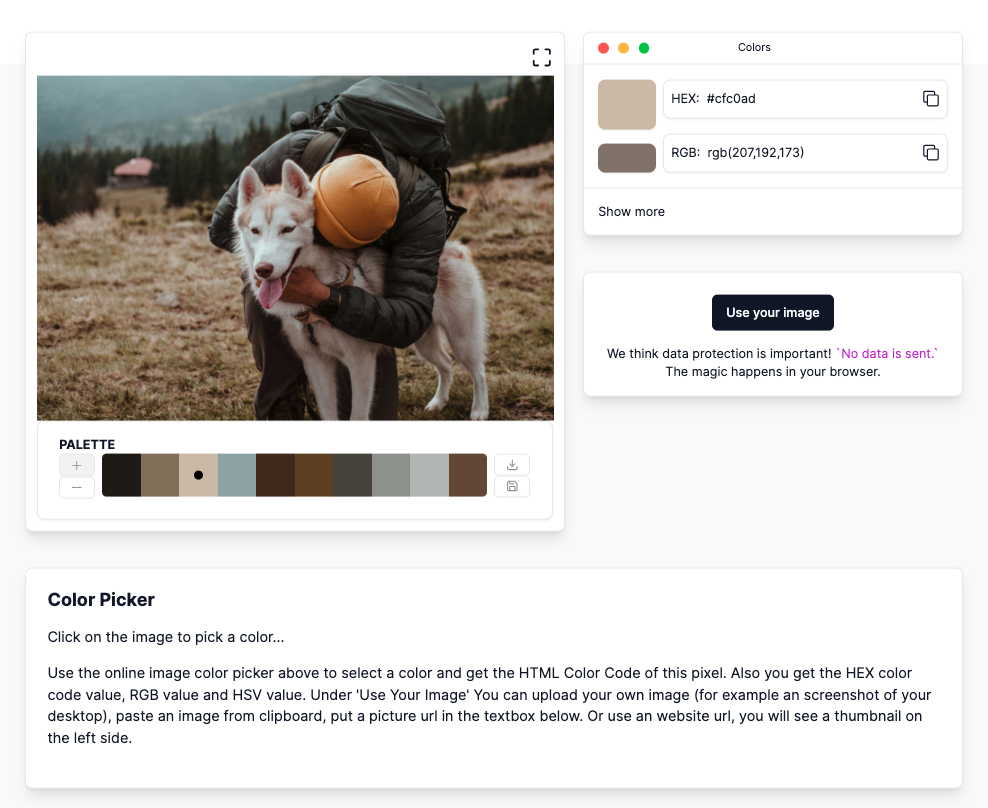 Colors
HEX: #cfc0ad
RGB: rgb(207,192,173)
Show more
Use your image
We think data protection is important! `No data is sent.`
The magic happens in your browser.
PALETTE
Color Picker
Click on the image to pick a color...
Use the online image color picker above to select a color and get the HTML Color Code of this pixel. Also you get the HEX color
code value, RGB value and HSV value. Under 'Use Your Image' You can upload your own image (for example an screenshot of your
desktop), paste an image from clipboard, put a picture url in the textbox below. Or use an website url, you will see a thumbnail on
the left side.